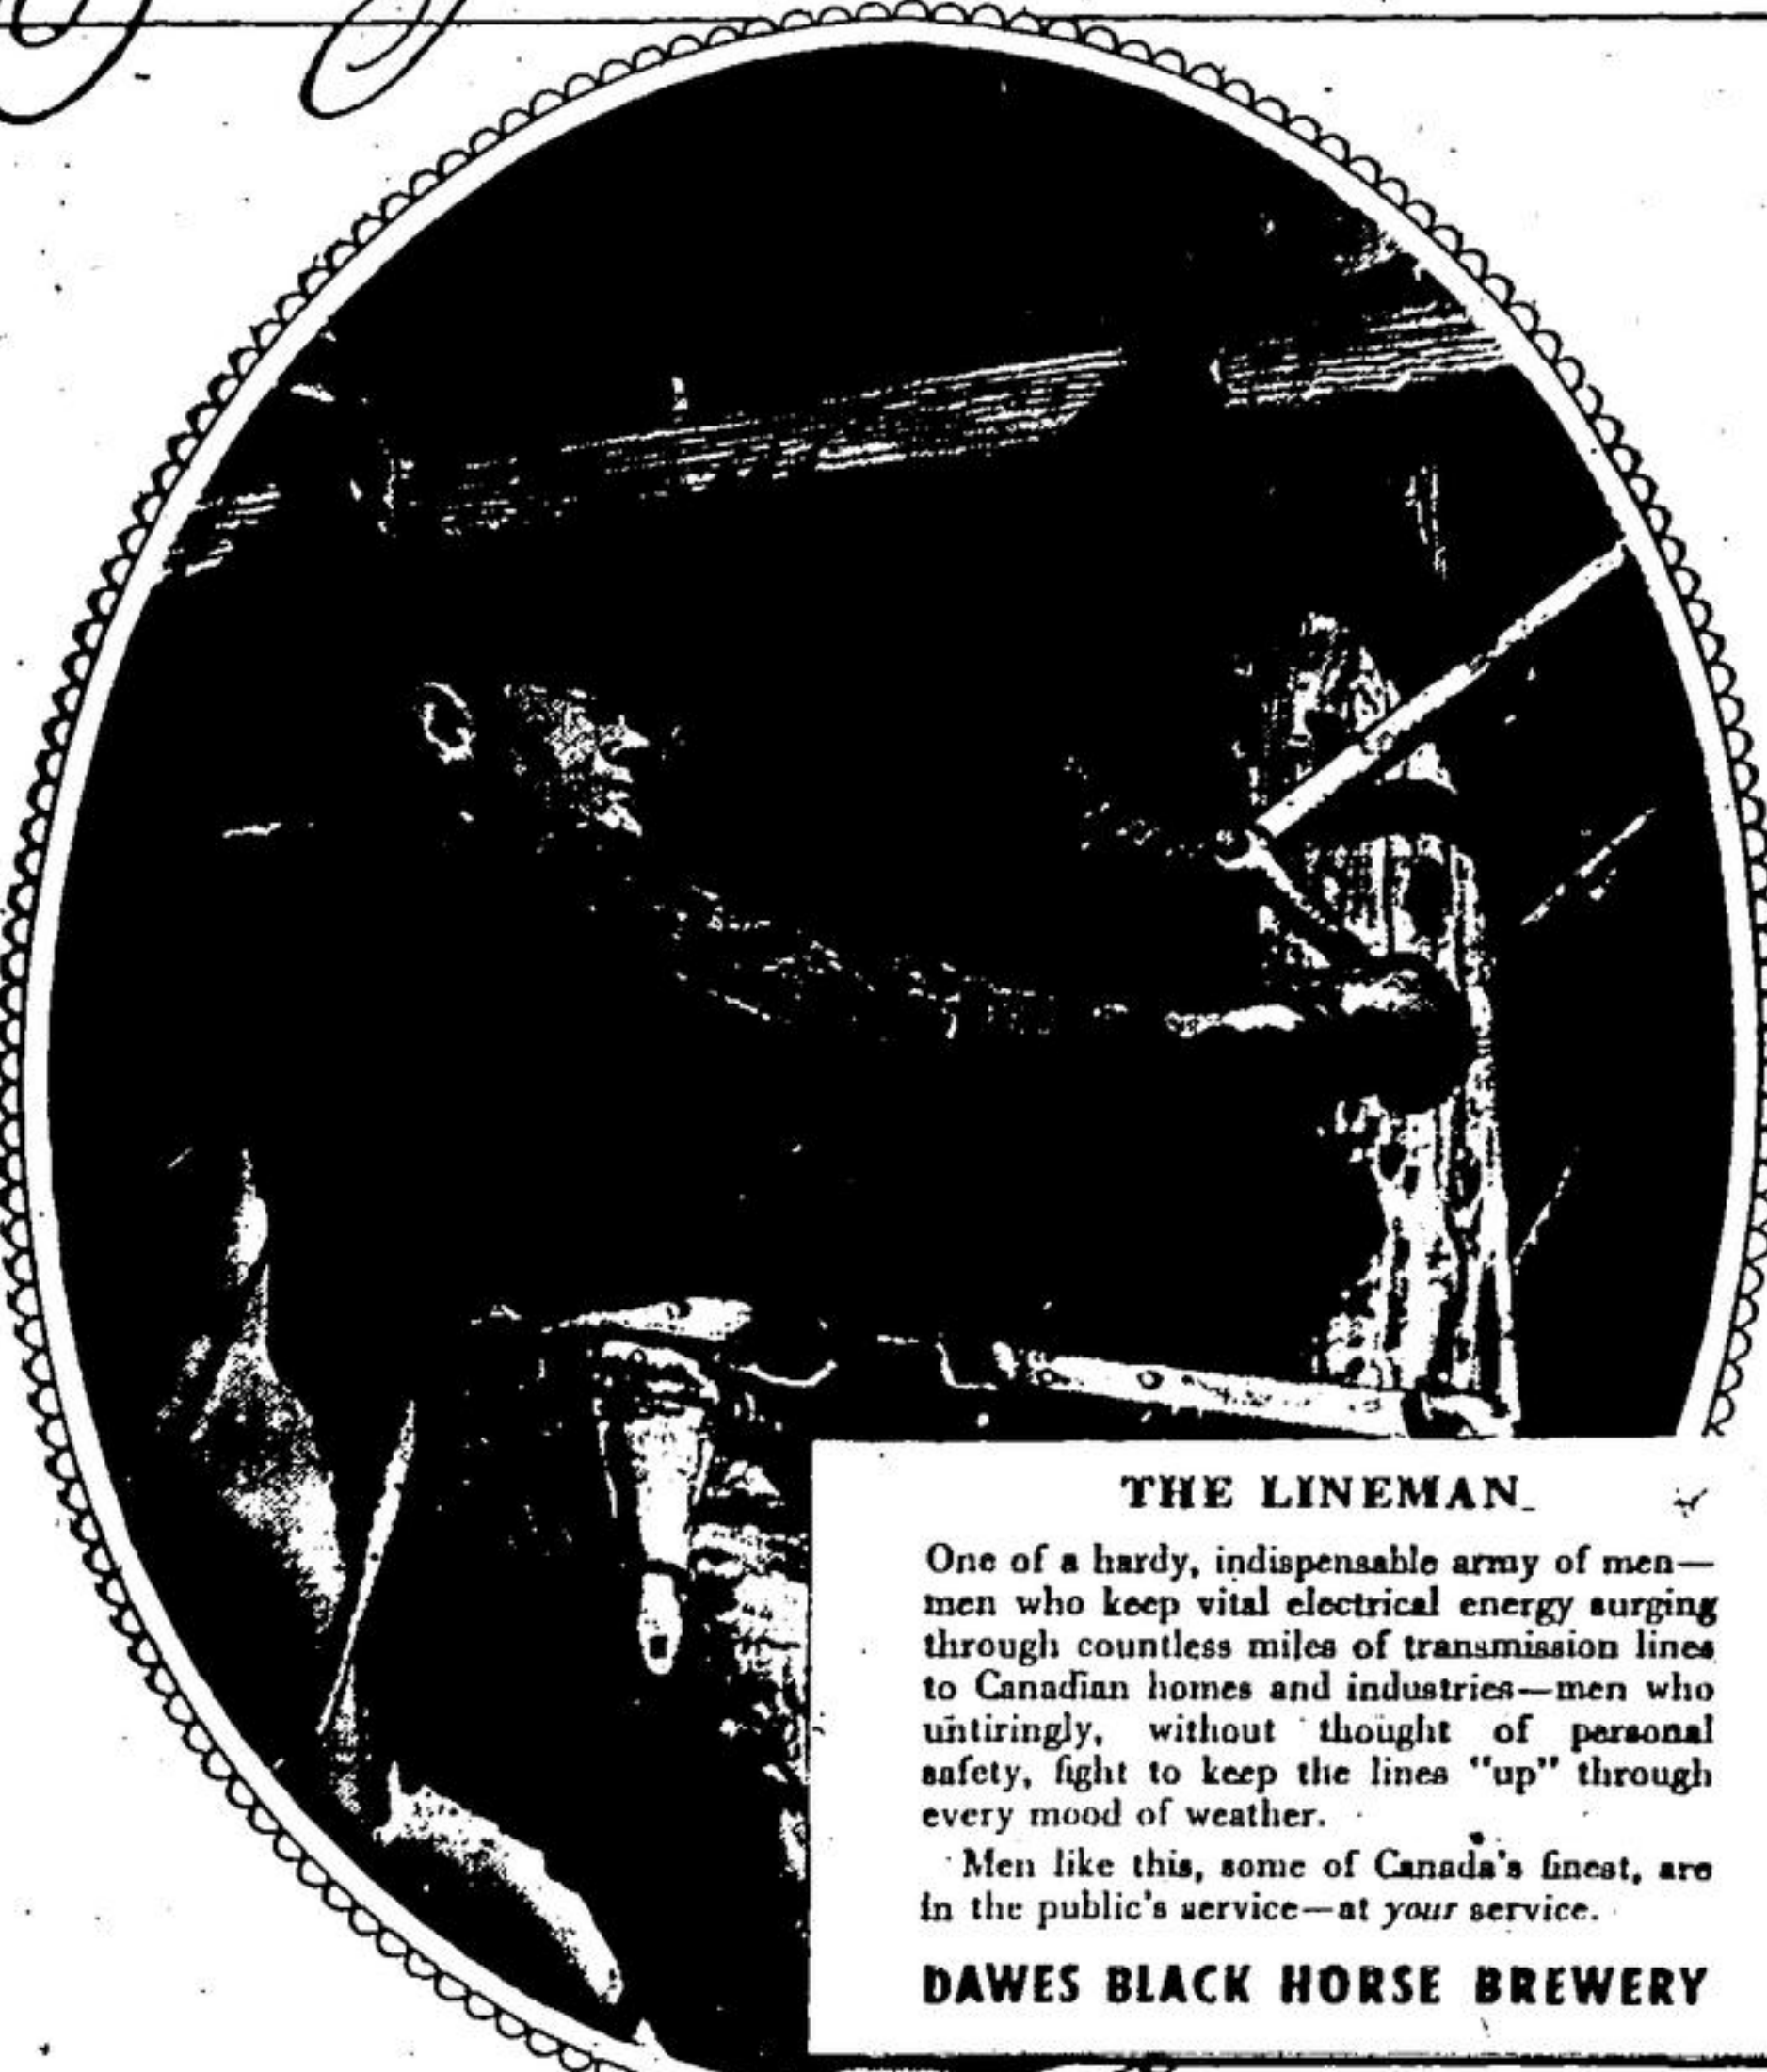 THE LINEMAN
One of a hardy, indispensable army of men—
men who keep vital electrical energy surging
through countless miles of transmission lines
to Canadian homes and industries—men who
untiringly, without thought of personal
safety, fight to keep the lines "up" through
every mood of weather.
Men like this, some of Canada's finest, are
in the public's service—at your service.
DAWES BLACK HORSE BREWERY